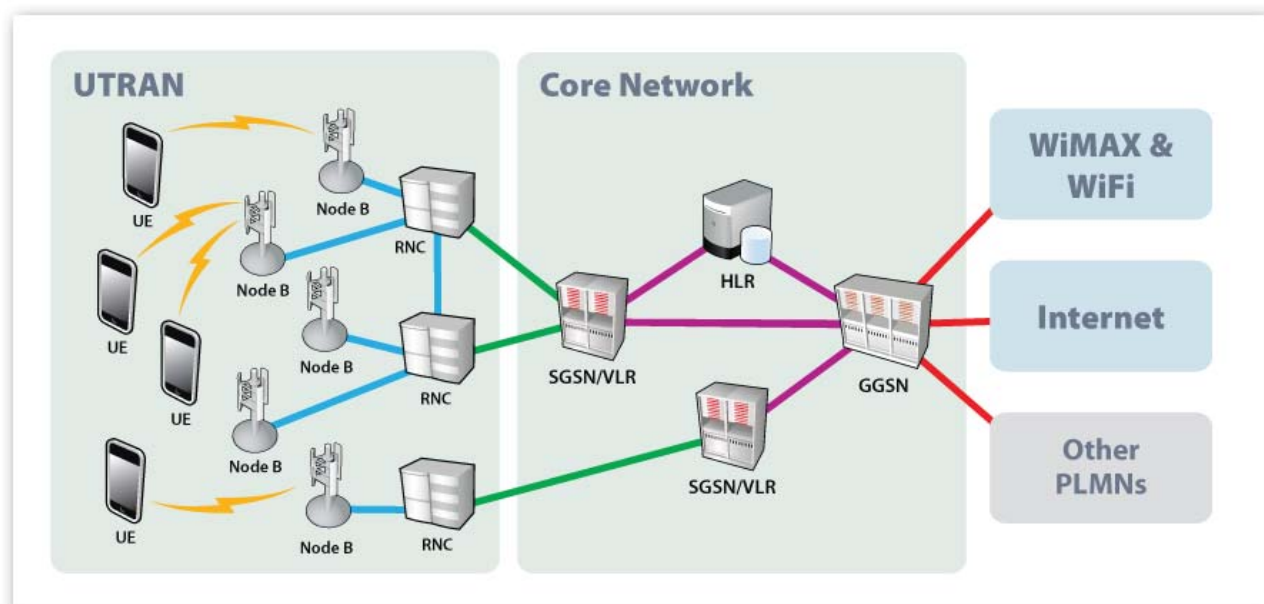 UTRAN
Core Network
UE
Node B
RNC
UE
Node B
UE
Node B
RNC
UE
Node B
UE
Node B
RNC
HLR
SGSN/VLR
GGSN
SGSN/VLR
WiMAX &
WiFi
Internet
Other
PLMNs